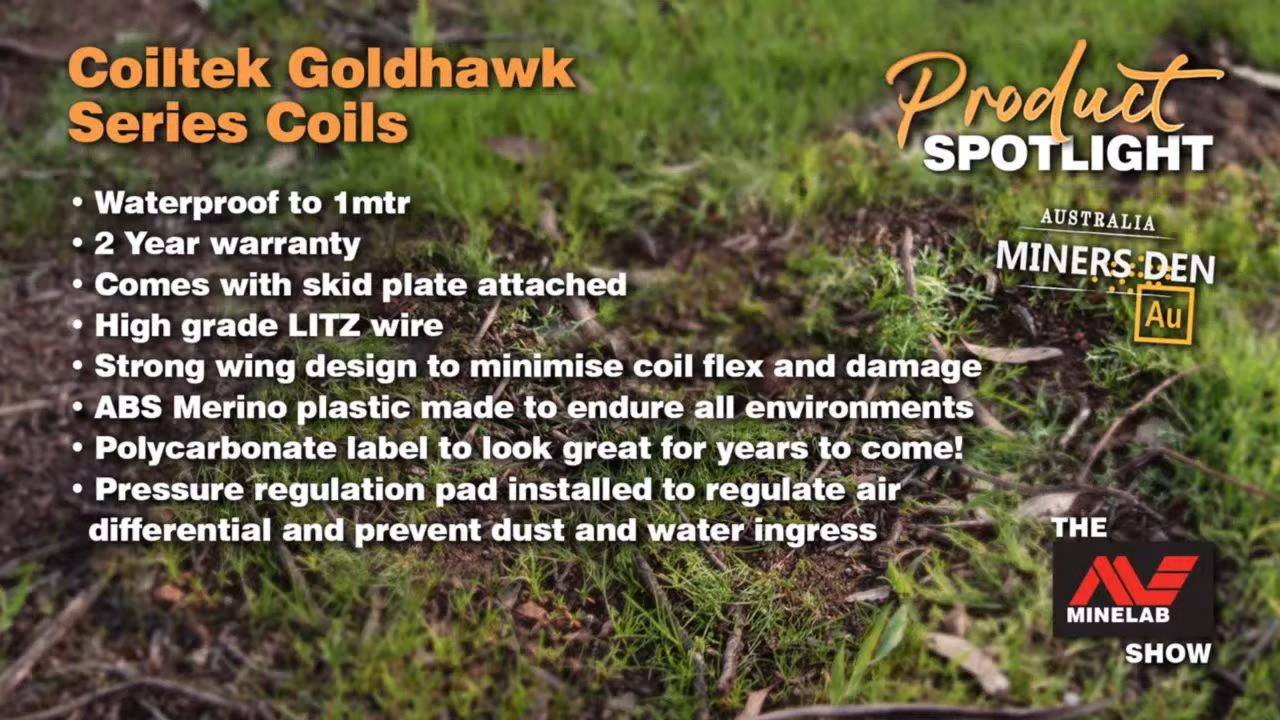 Coiltek Goldhawk
Series Coils
Product
SPOTLIGHT
• Waterproof to 1mtr
• 2 Year warranty
• Comes with skid plate attached
• High grade LITZ wire
• Strong wing design to minimise coil flex and damage
• ABS Merino plastic made to endure all environments
• Polycarbonate label to look great for years to come!
• Pressure regulation pad installed to regulate air
differential and prevent dust and water ingress
AUSTRALIA
MINERS DEN
Au
THE
MINELAB
SHOW